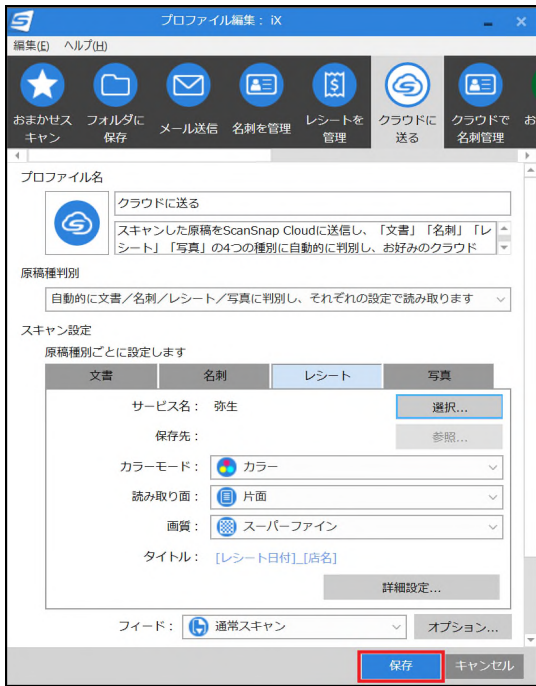 プロファイル編集： iX
編集(E) ヘルプ(H)
おまかせスキャン
フォルダに保存
メール送信
名刺を管理
レシートを管理
クラウドに送る
クラウドで名刺管理
お
プロファイル名
クラウドに送る
スキャンした原稿をScanSnap Cloudに送信し、「文書」「名刺」「レ
シート」「写真」の4つの種別に自動的に判別し、お好みのクラウド
原稿種判別
自動的に文書／名刺／レシート／写真に判別し、それぞれの設定で読み取ります
スキャン設定
原稿種別ごとに設定します
文書 名刺 レシート 写真
サービス名： 弥生 選択...
保存先： 参照...
カラーモード： カラー
読み取り面： 片面
画質： スーパーファイン
タイトル： [レシート日付]_[店名]
詳細設定...
フィード： 通常スキャン オプション...
保存 キャンセル